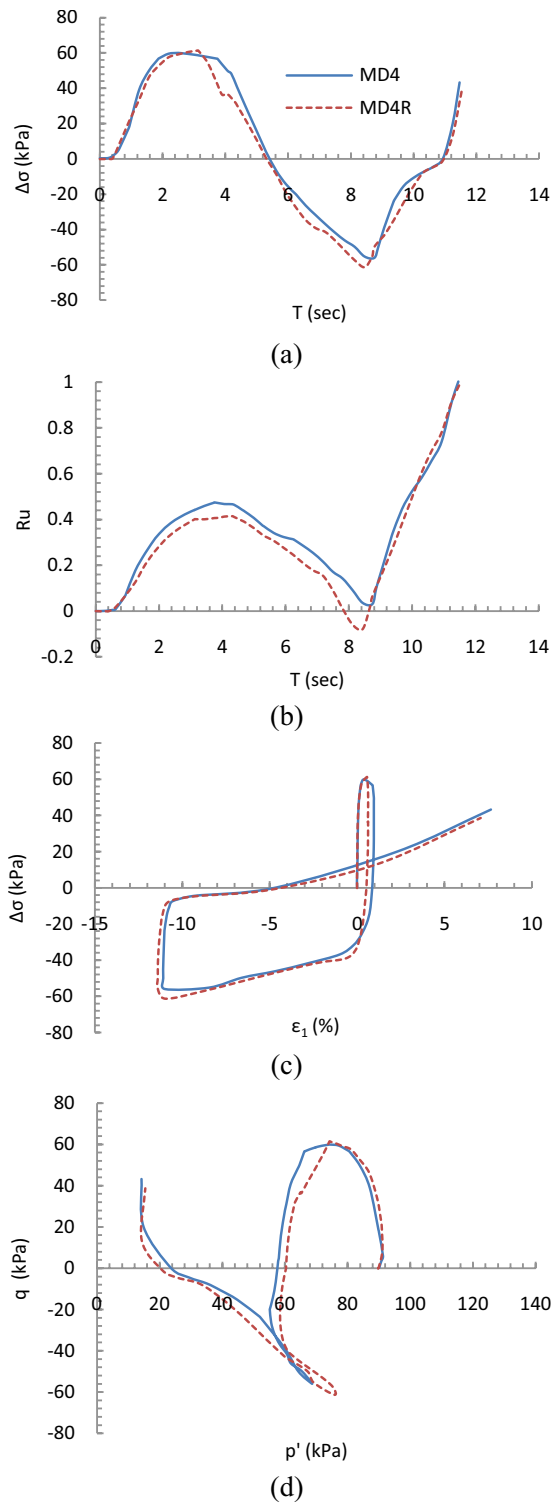 80
60
40
20
0
-20
-40
-60
-80
Δσ (kPa)
MD4
MD4R
0 2 4 6 8 10 12 14
T (sec)
(a)
1
0.8
0.6
0.4
0.2
0
-0.2
Ru
0 2 4 6 8 10 12 14
T (sec)
(b)
80
60
40
20
0
-20
-40
-60
-80
Δσ (kPa)
-15 -10 -5 0 5 10
ε₁ (%)
(c)
80
60
40
20
0
-20
-40
-60
-80
q (kPa)
0 20 40 60 80 100 120 140
p' (kPa)
(d)